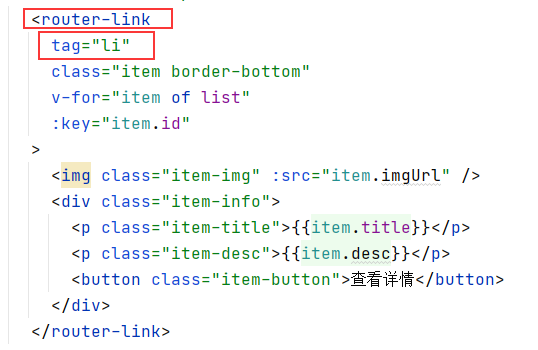 <router-link
tag="li"
class="item border-bottom"
v-for="item of list"
:key="item.id"
>
<img class="item-img" :src="item.imgUrl" />
<div class="item-info">
<p class="item-title">{{item.title}}</p>
<p class="item-desc">{{item.desc}}</p>
<button class="item-button">查看详情</button>
</div>
</router-link>